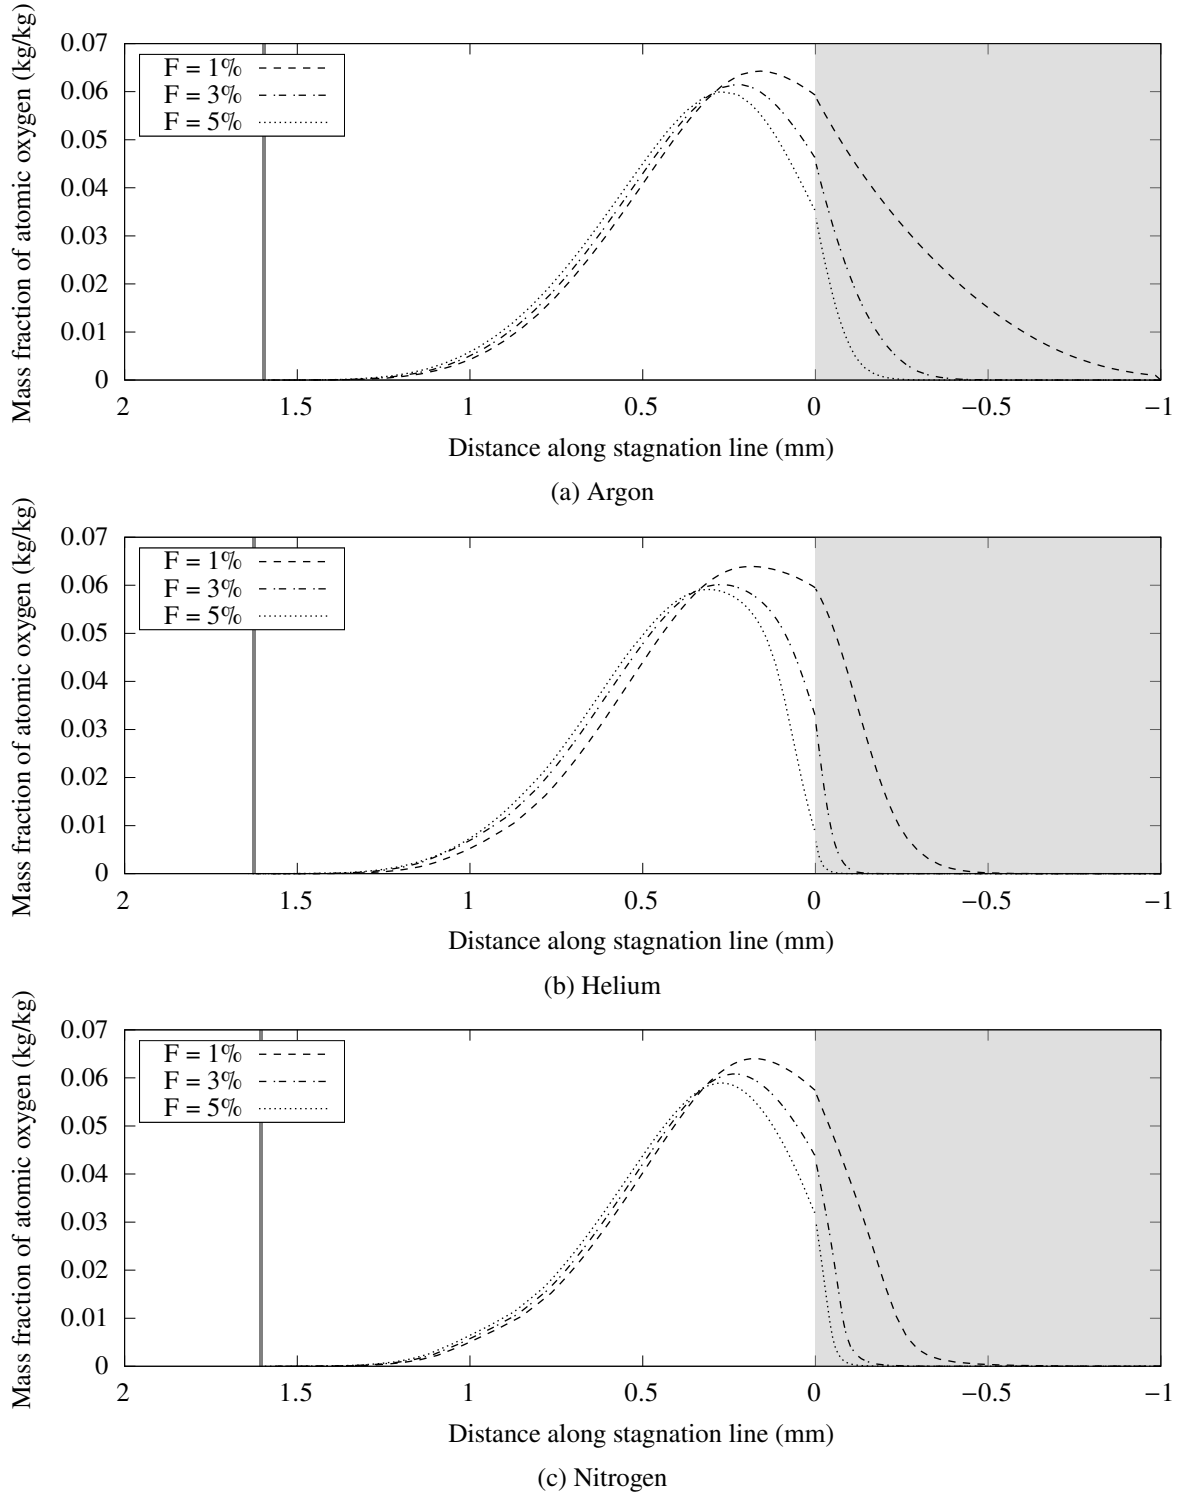 Mass fraction of atomic oxygen (kg/kg)
0.07
0.06
0.05
0.04
0.03
0.02
0.01
0
F = 1%
F = 3%
F = 5%
2 1.5 1 0.5 0 −0.5 −1
Distance along stagnation line (mm)
(a) Argon
Mass fraction of atomic oxygen (kg/kg)
0.07
0.06
0.05
0.04
0.03
0.02
0.01
0
F = 1%
F = 3%
F = 5%
2 1.5 1 0.5 0 −0.5 −1
Distance along stagnation line (mm)
(b) Helium
Mass fraction of atomic oxygen (kg/kg)
0.07
0.06
0.05
0.04
0.03
0.02
0.01
0
F = 1%
F = 3%
F = 5%
2 1.5 1 0.5 0 −0.5 −1
Distance along stagnation line (mm)
(c) Nitrogen